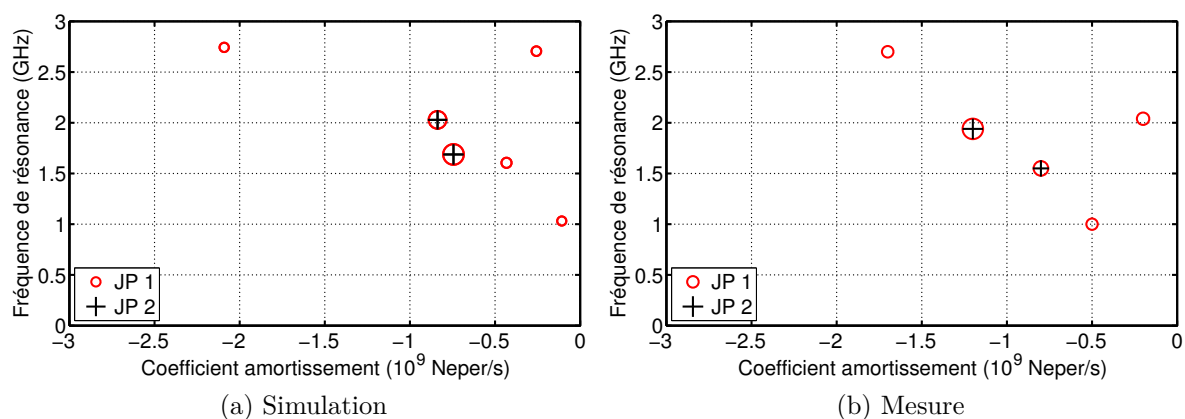 3
2.5
2
1.5
1
0.5
0
Fréquence de résonance (GHz)
JP 1
JP 2
−3 −2.5 −2 −1.5 −1 −0.5 0
Coefficient amortissement (10⁹ Neper/s)
(a) Simulation
3
2.5
2
1.5
1
0.5
0
Fréquence de résonance (GHz)
JP 1
JP 2
−3 −2.5 −2 −1.5 −1 −0.5 0
Coefficient amortissement (10⁹ Neper/s)
(b) Mesure